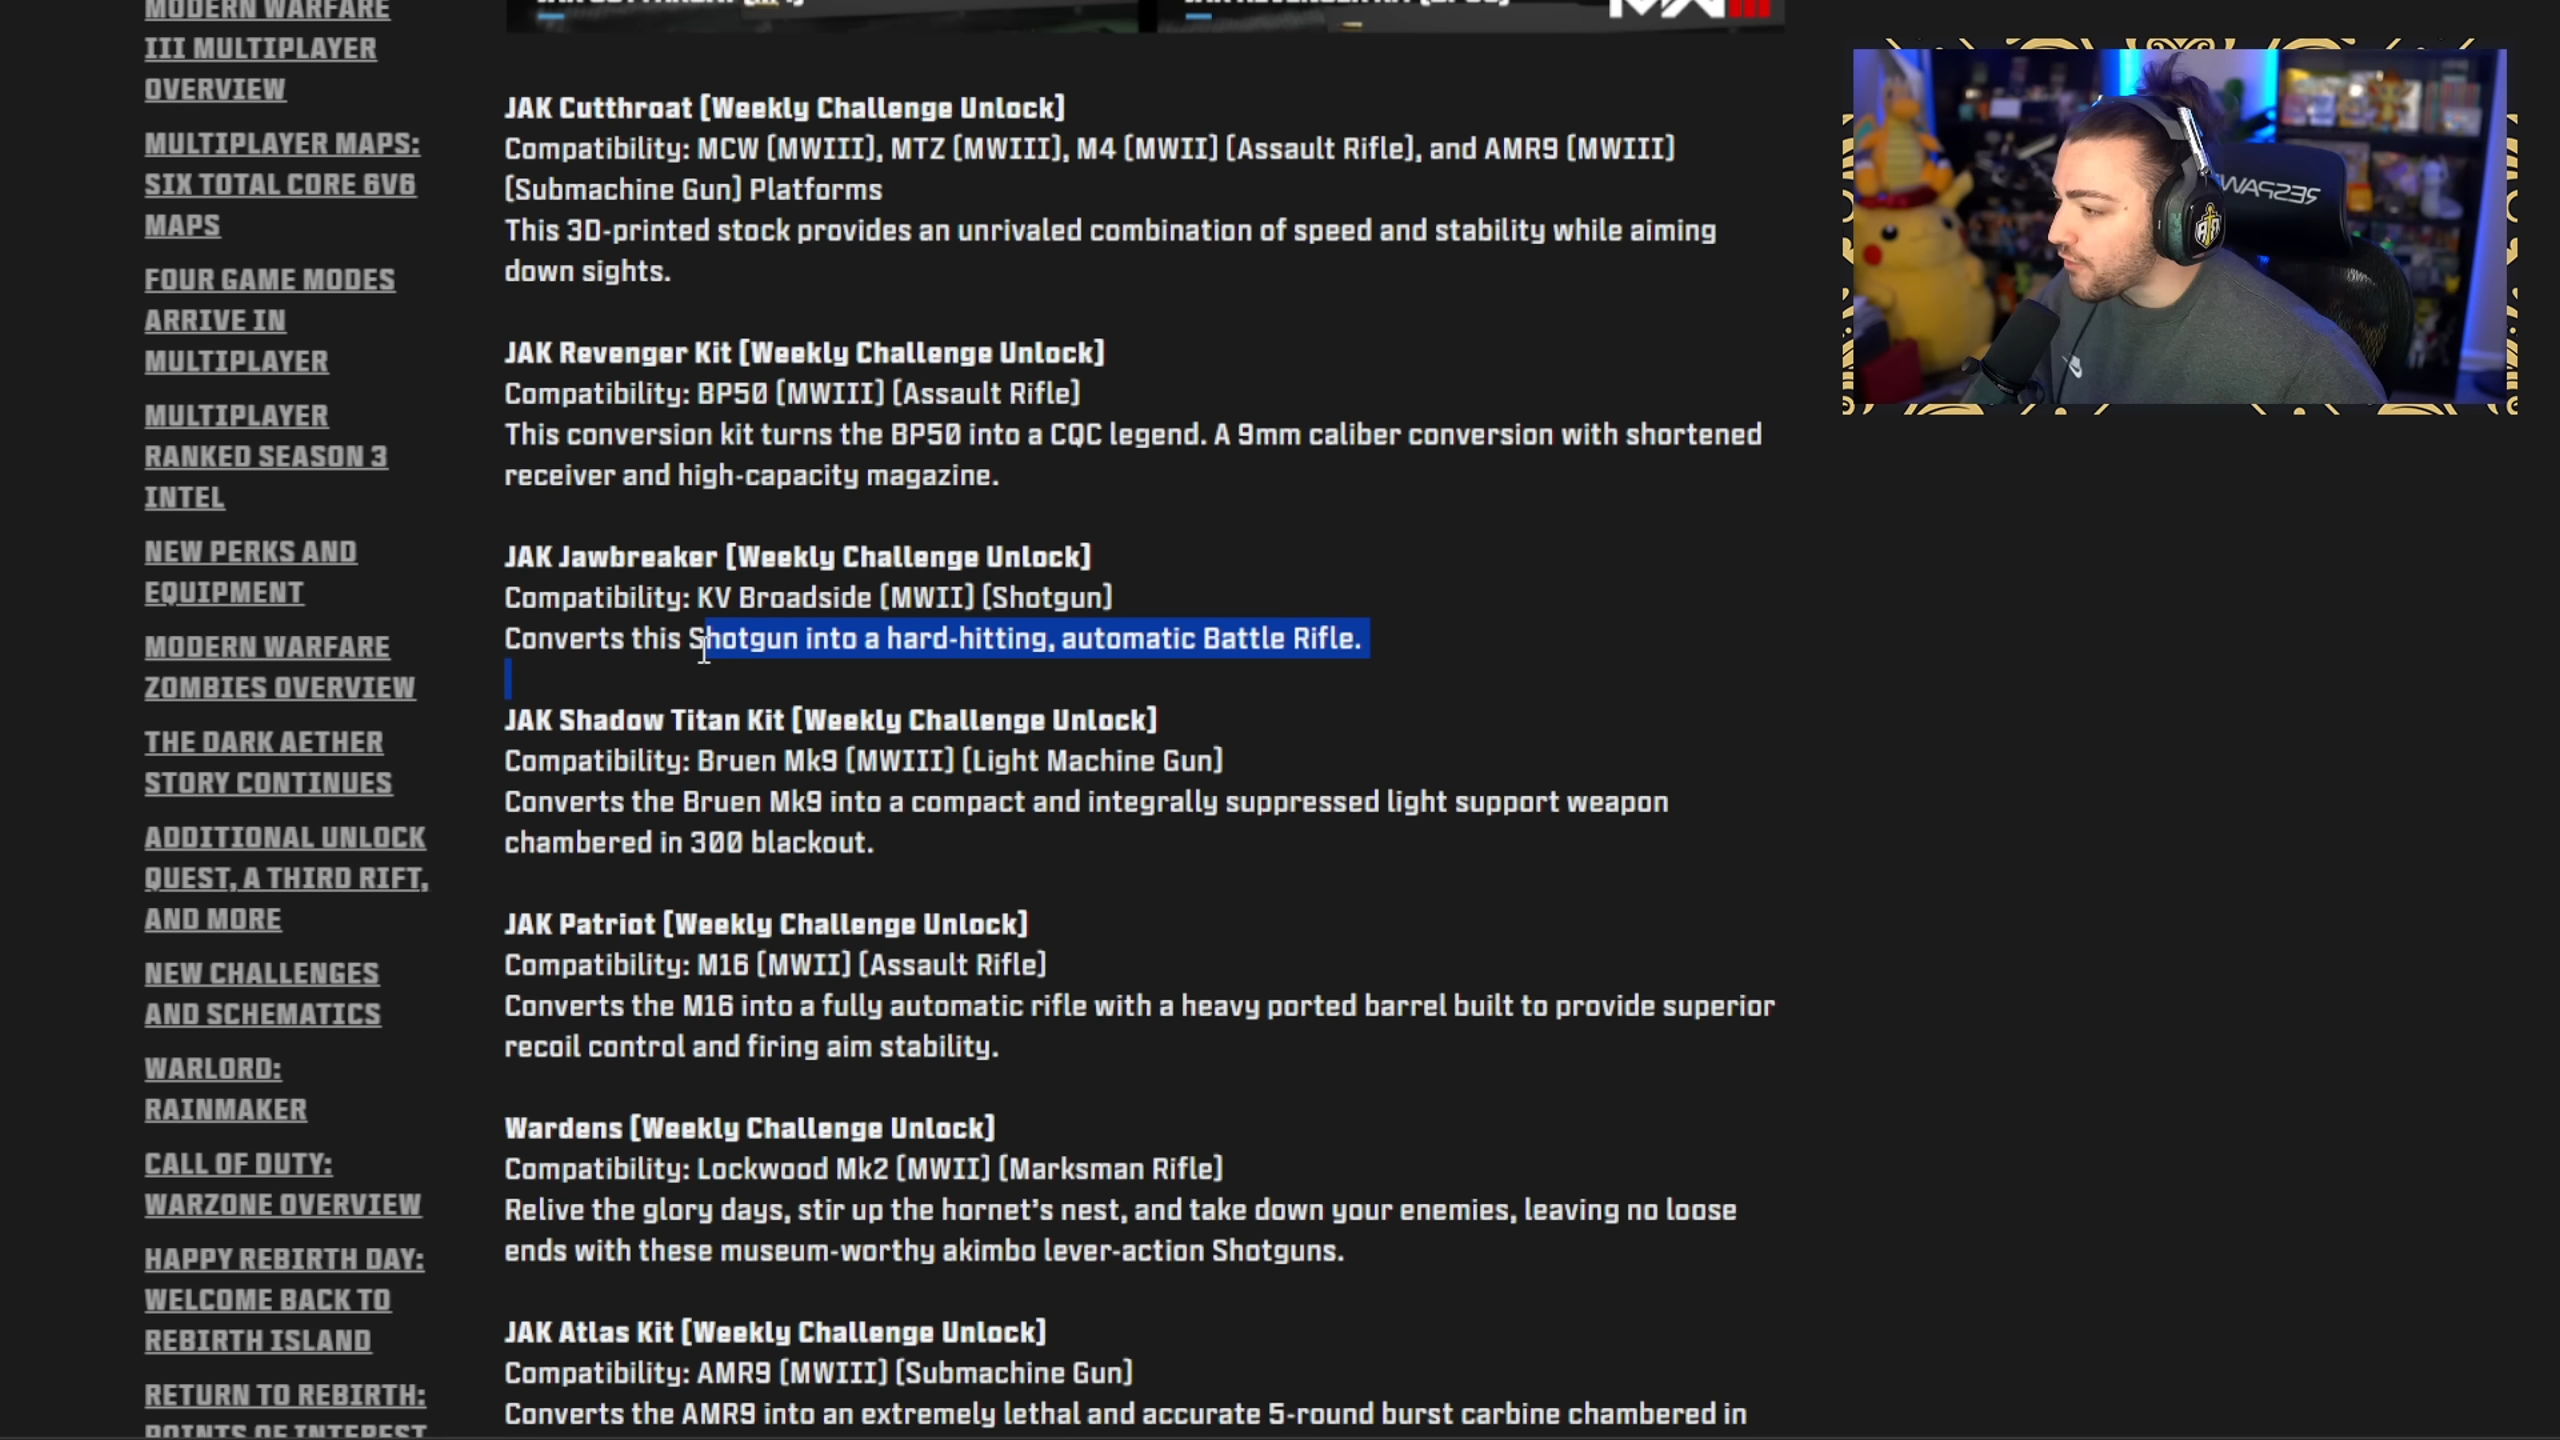 MODERN WARFARE
III MULTIPLAYER
OVERVIEW
MULTIPLAYER MAPS:
SIX TOTAL CORE 6V6
MAPS
FOUR GAME MODES
ARRIVE IN
MULTIPLAYER
MULTIPLAYER
RANKED SEASON 3
INTEL
NEW PERKS AND
EQUIPMENT
MODERN WARFARE
ZOMBIES OVERVIEW
THE DARK AETHER
STORY CONTINUES
ADDITIONAL UNLOCK
QUEST, A THIRD RIFT,
AND MORE
NEW CHALLENGES
AND SCHEMATICS
WARLORD:
RAINMAKER
CALL OF DUTY:
WARZONE OVERVIEW
HAPPY REBIRTH DAY:
WELCOME BACK TO
REBIRTH ISLAND
RETURN TO REBIRTH:
POINTS OF INTEREST
JAK Cutthroat [Weekly Challenge Unlock]
Compatibility: MCW [MWIII], MTZ [MWIII], M4 [MWII] [Assault Rifle], and AMR9 [MWIII]
[Submachine Gun] Platforms
This 3D-printed stock provides an unrivaled combination of speed and stability while aiming
down sights.
JAK Revenger Kit [Weekly Challenge Unlock]
Compatibility: BP50 [MWIII] [Assault Rifle]
This conversion kit turns the BP50 into a CQC legend. A 9mm caliber conversion with shortened
receiver and high-capacity magazine.
JAK Jawbreaker [Weekly Challenge Unlock]
Compatibility: KV Broadside [MWII] [Shotgun]
Converts this Shotgun into a hard-hitting, automatic Battle Rifle.
JAK Shadow Titan Kit [Weekly Challenge Unlock]
Compatibility: Bruen Mk9 [MWIII] [Light Machine Gun]
Converts the Bruen Mk9 into a compact and integrally suppressed light support weapon
chambered in 300 blackout.
JAK Patriot [Weekly Challenge Unlock]
Compatibility: M16 [MWII] [Assault Rifle]
Converts the M16 into a fully automatic rifle with a heavy ported barrel built to provide superior
recoil control and firing aim stability.
Wardens [Weekly Challenge Unlock]
Compatibility: Lockwood Mk2 [MWII] [Marksman Rifle]
Relive the glory days, stir up the hornet's nest, and take down your enemies, leaving no loose
ends with these museum-worthy akimbo lever-action Shotguns.
JAK Atlas Kit [Weekly Challenge Unlock]
Compatibility: AMR9 [MWIII] [Submachine Gun]
Converts the AMR9 into an extremely lethal and accurate 5-round burst carbine chambered in
RESPAWN